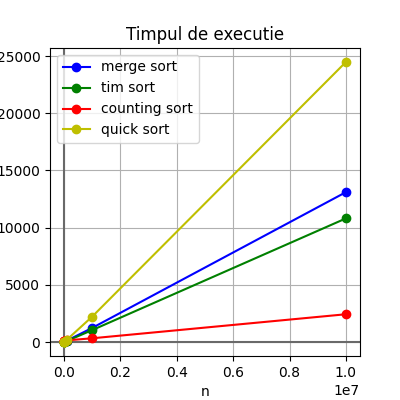 Timpul de executie
merge sort
tim sort
counting sort
quick sort
25000
20000
15000
10000
5000
0
0.0 0.2 0.4 0.6 0.8 1.0
n
1e7